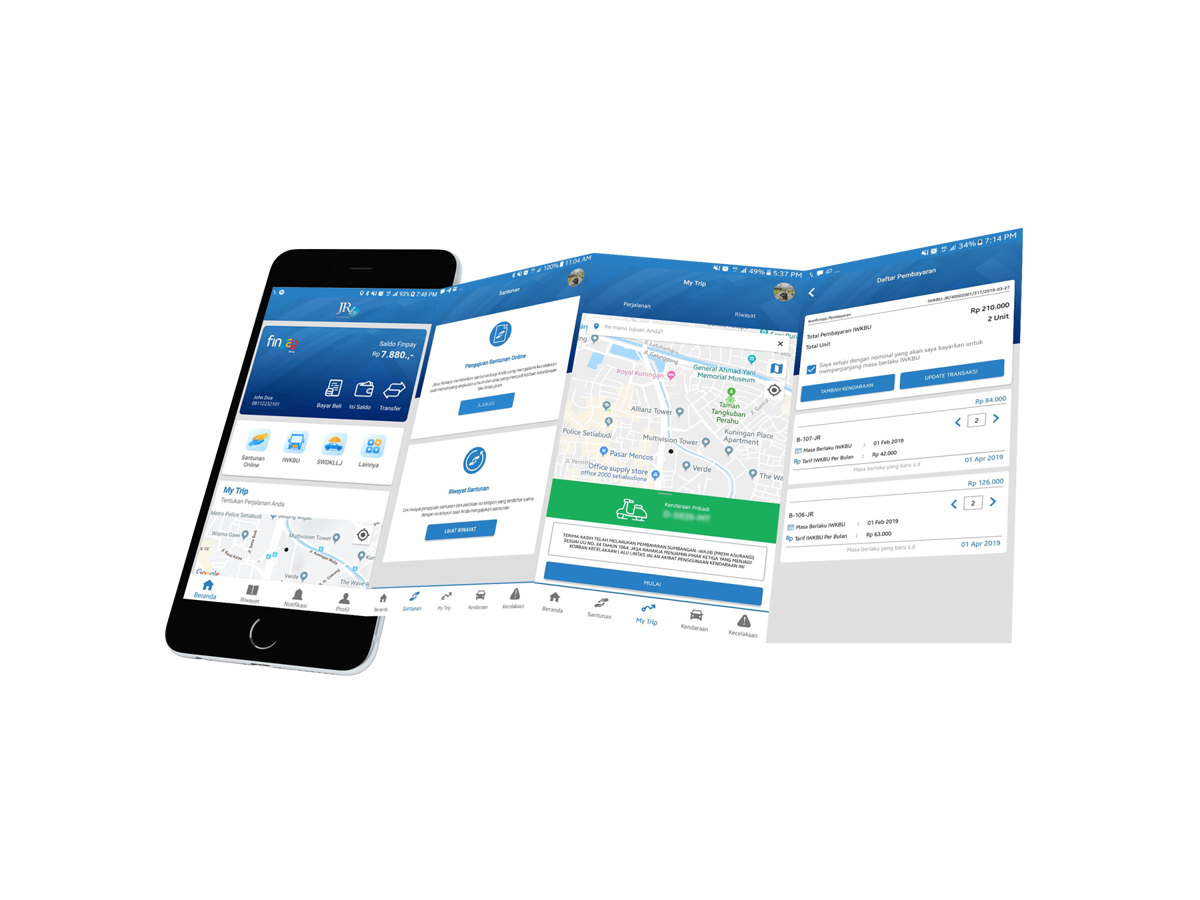 93% 7:48 PM
JR
finpay
Saldo Finpay
Rp 7.880.,-
John Doe
08112232101
Bayar Beli
Isi Saldo
Transfer
Santunan Online
IWKBU
SWDKLLJ
Lainnya
My Trip
Tentukan Perjalanan Anda
Metro Police Setiabudi
Multivision Tower
Warna Gawi
Verde
The Wave
Google
Beranda
Riwayat
Notifikasi
Profil
100% 11:04 AM
Santunan
Pengajuan Santunan Online
AJUKAN
Riwayat Santunan
LIHAT RIWAYAT
Beranda
Santunan
My Trip
Kendaraan
Kecelakaan
49% 5:37 PM
My Trip
Perjalanan
Riwayat
Ke mana tujuan Anda?
Jl. Galunggung
General Ahmad Yani
Memorial Museum
Royal Kuningan
Taman
Tangkuban
Perahu
Allianz Tower
Kuningan Place
Apartment
Police Setiabudi
Multivision Tower
Pasar Mencos
Verde
Office supply store
office 2000 setiabudione
The Wa
Kendaraan Pribadi
TERIMA KASIH TELAH MELAKUKAN PEMBAYARAN SUMBANGAN WAJIB (PREMI ASURANSI)
SESUAI UU NO. 34 TAHUN 1964. JASA RAHARJA MENJAMIN PIHAK KETIGA YANG MENJADI
KORBAN KECELAKAAN LALU LINTAS JALAN AKIBAT PENGGUNAAN KENDARAAN INI
MULAI
Beranda
Santunan
My Trip
Kendaraan
Kecelakaan
34% 7:14 PM
Daftar Pembayaran
Konfirmasi Pembayaran
IWKBU-JR/40002001/317/2019-03-27
Total Pembayaran IWKBU
Rp 210.000
Total Unit
2 Unit
Saya setuju dengan nominal yang akan saya bayarkan untuk
memperpanjang masa berlaku IWKBU
TAMBAH KENDARAAN
UPDATE TRANSAKSI
Rp 84.000
2
B-107-JR
Masa Berlaku IWKBU : 01 Feb 2019
Rp Tarif IWKBU Per Bulan : Rp 42.000
Masa berlaku yang baru s.d 01 Apr 2019
Rp 126.000
2
B-106-JR
Masa Berlaku IWKBU : 01 Feb 2019
Rp Tarif IWKBU Per Bulan : Rp 63.000
Masa berlaku yang baru s.d 01 Apr 2019